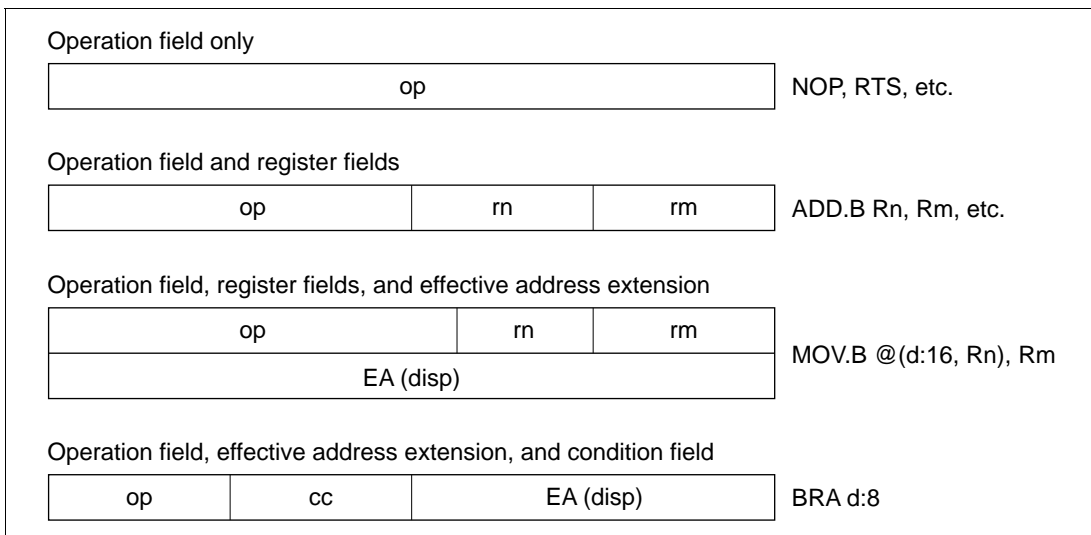 Operation field only
op
NOP, RTS, etc.
Operation field and register fields
op rn rm
ADD.B Rn, Rm, etc.
Operation field, register fields, and effective address extension
op rn rm
EA (disp)
MOV.B @(d:16, Rn), Rm
Operation field, effective address extension, and condition field
op cc EA (disp)
BRA d:8